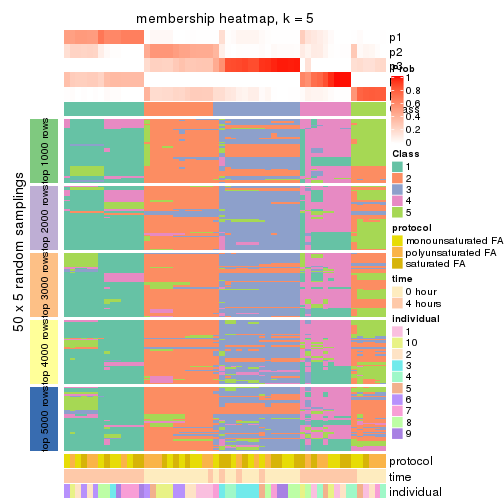 membership heatmap, k = 5
p1
p2
Prob
1
0.8
0.6
0.4
0.2
0
Class
1
2
3
4
5
protocol
monounsaturated FA
polyunsaturated FA
saturated FA
time
0 hour
4 hours
individual
1
10
2
3
4
5
6
7
8
9
50 x 5 random samplings
top 1000 rows
top 2000 rows
top 3000 rows
top 4000 rows
top 5000 rows
protocol
time
individual